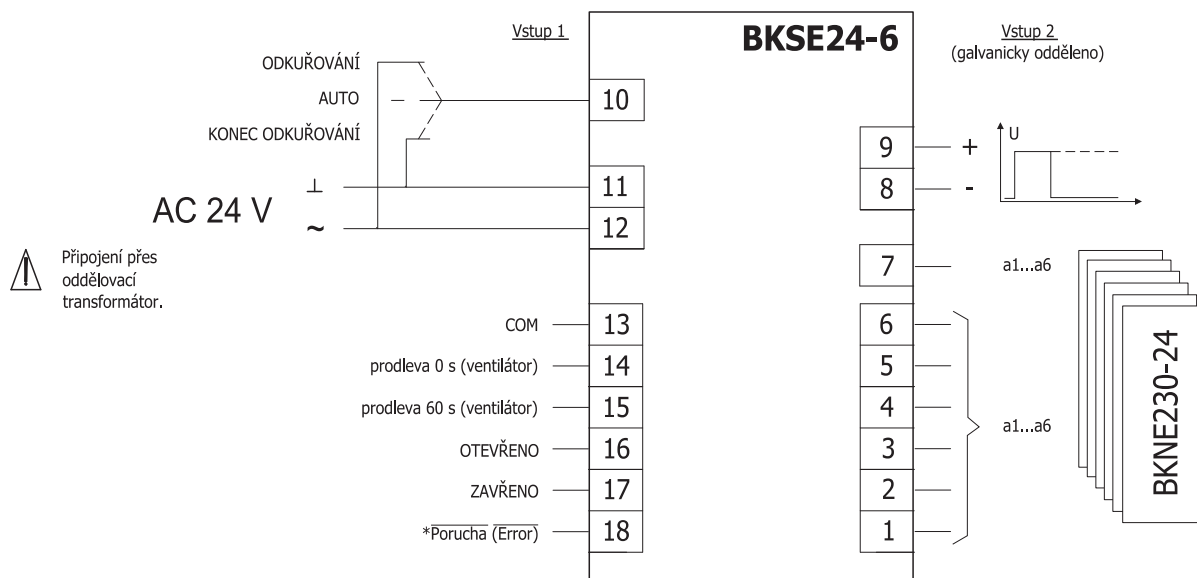 Vstup 1
BKSE24-6
Vstup 2
(galvanicky odděleno)
ODKUŘOVÁNÍ
AUTO
KONEC ODKUŘOVÁNÍ
10
9
+
U
8
-
⊥
11
AC 24 V
~
12
Připojení přes
oddělovací
transformátor.
7
a1...a6
COM
13
6
prodleva 0 s (ventilátor)
14
5
prodleva 60 s (ventilátor)
15
4
a1...a6
OTEVŘENO
16
3
ZAVŘENO
17
2
*Porucha (Error)
18
1
BKNE230-24